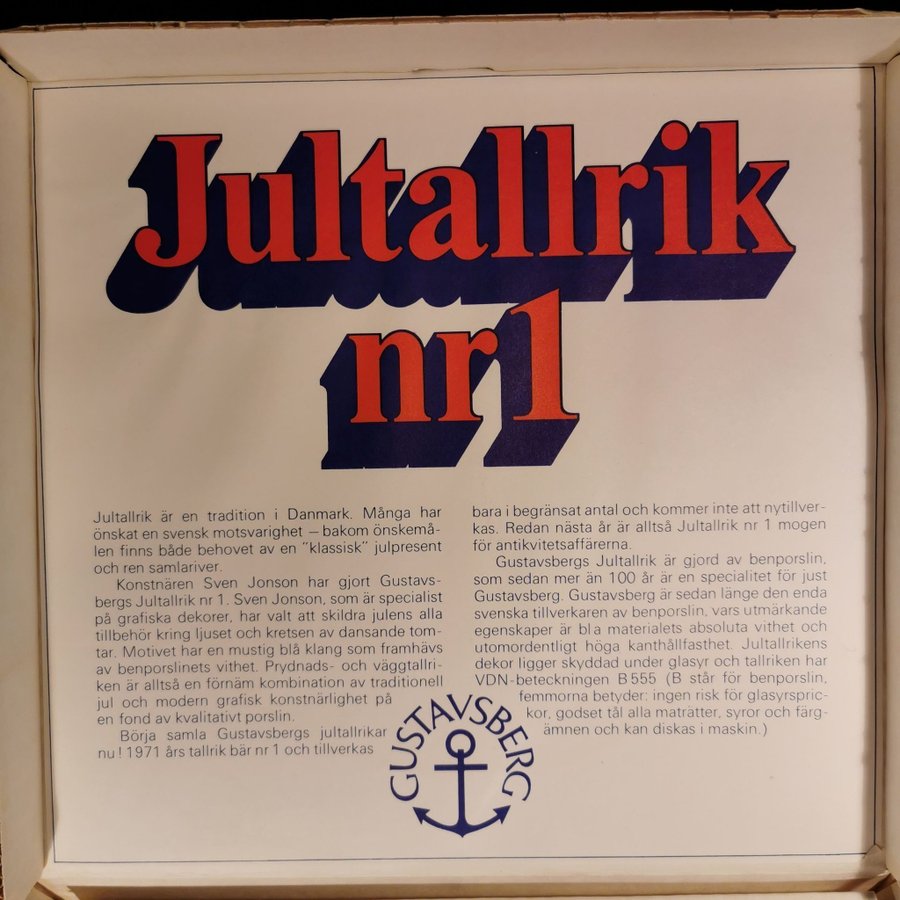 Jultallrik
nr1
Jultallrik är en tradition i Danmark. Många har
önskat en svensk motsvarighet – bakom önskemå-
len finns både behovet av en ”klassisk” julpresent
och ren samlariver.
Konstnären Sven Jonson har gjort Gustavs-
bergs Jultallrik nr 1. Sven Jonson, som är specialist
på grafiska dekorer, har valt att skildra julens alla
tillbehör kring ljuset och kretsen av dansande tom-
tar. Motivet har en mustig blå klang som framhävs
av benporslinets vithet. Prydnads- och väggtallri-
ken är alltså en förnäm kombination av traditionell
jul och modern grafisk konstnärlighet på
en fond av kvalitativt porslin.
Börja samla Gustavsbergs jultallrikar
nu! 1971 års tallrik bär nr 1 och tillverkas
bara i begränsat antal och kommer inte att nytillver-
kas. Redan nästa år är alltså Jultallrik nr 1 mogen
för antikvitetsaffärerna.
Gustavsbergs Jultallrik är gjord av benporslin,
som sedan mer än 100 år är en specialitet för just
Gustavsberg. Gustavsberg är sedan länge den enda
svenska tillverkaren av benporslin, vars utmärkande
egenskaper är bl a materialets absoluta vithet och
utomordentligt höga kanthållfasthet. Jultallrikens
dekor ligger skyddad under glasyr och tallriken har
VDN-beteckningen B 555 (B står för benporslin,
femmorna betyder: ingen risk för glasyrspric-
kor, godset tål alla maträtter, syror och färg-
ämnen och kan diskas i maskin.)
GUSTAVSBERG